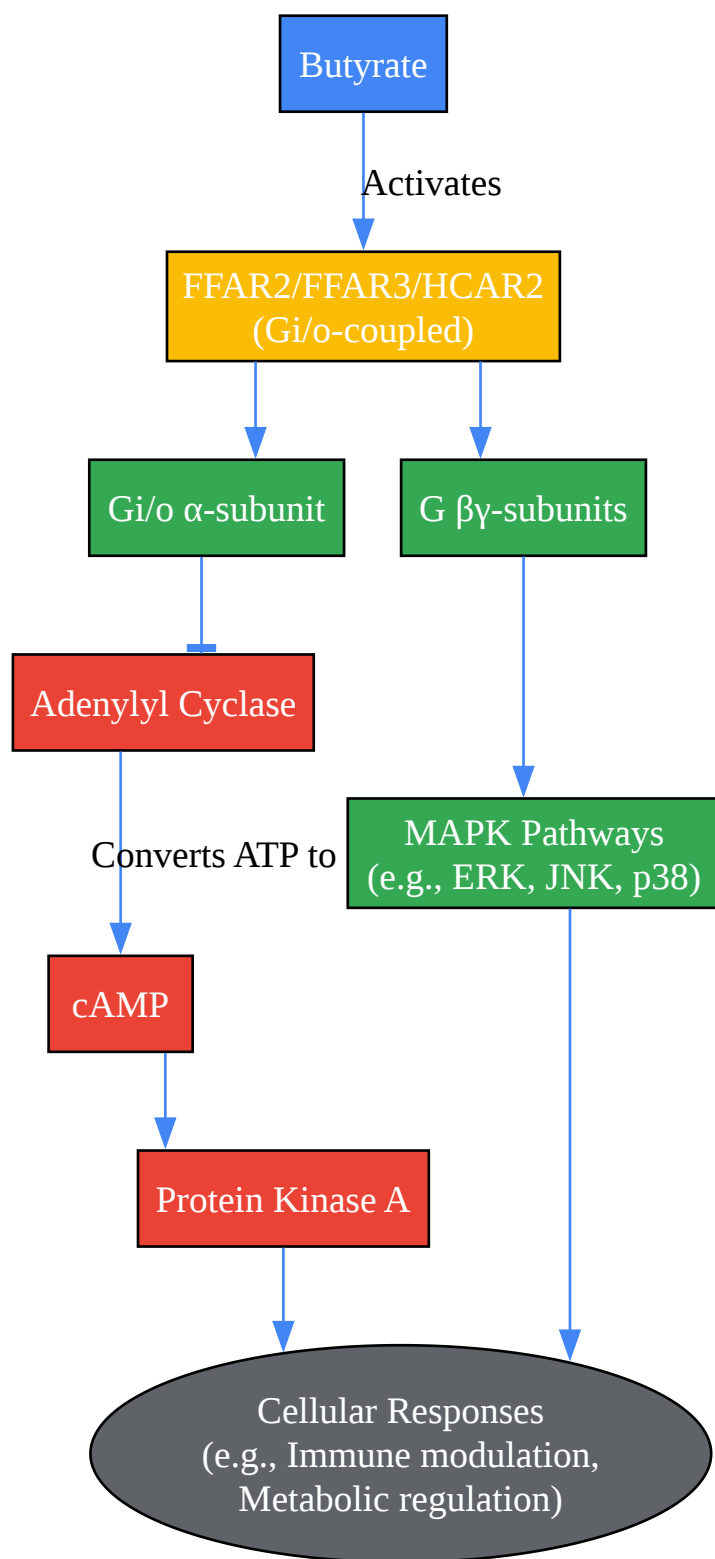 Butyrate
Activates
FFAR2/FFAR3/HCAR2
(Gi/o-coupled)
Gi/o α-subunit
G βγ-subunits
Adenylyl Cyclase
MAPK Pathways
(e.g., ERK, JNK, p38)
Converts ATP to
cAMP
Protein Kinase A
Cellular Responses
(e.g., Immune modulation,
Metabolic regulation)